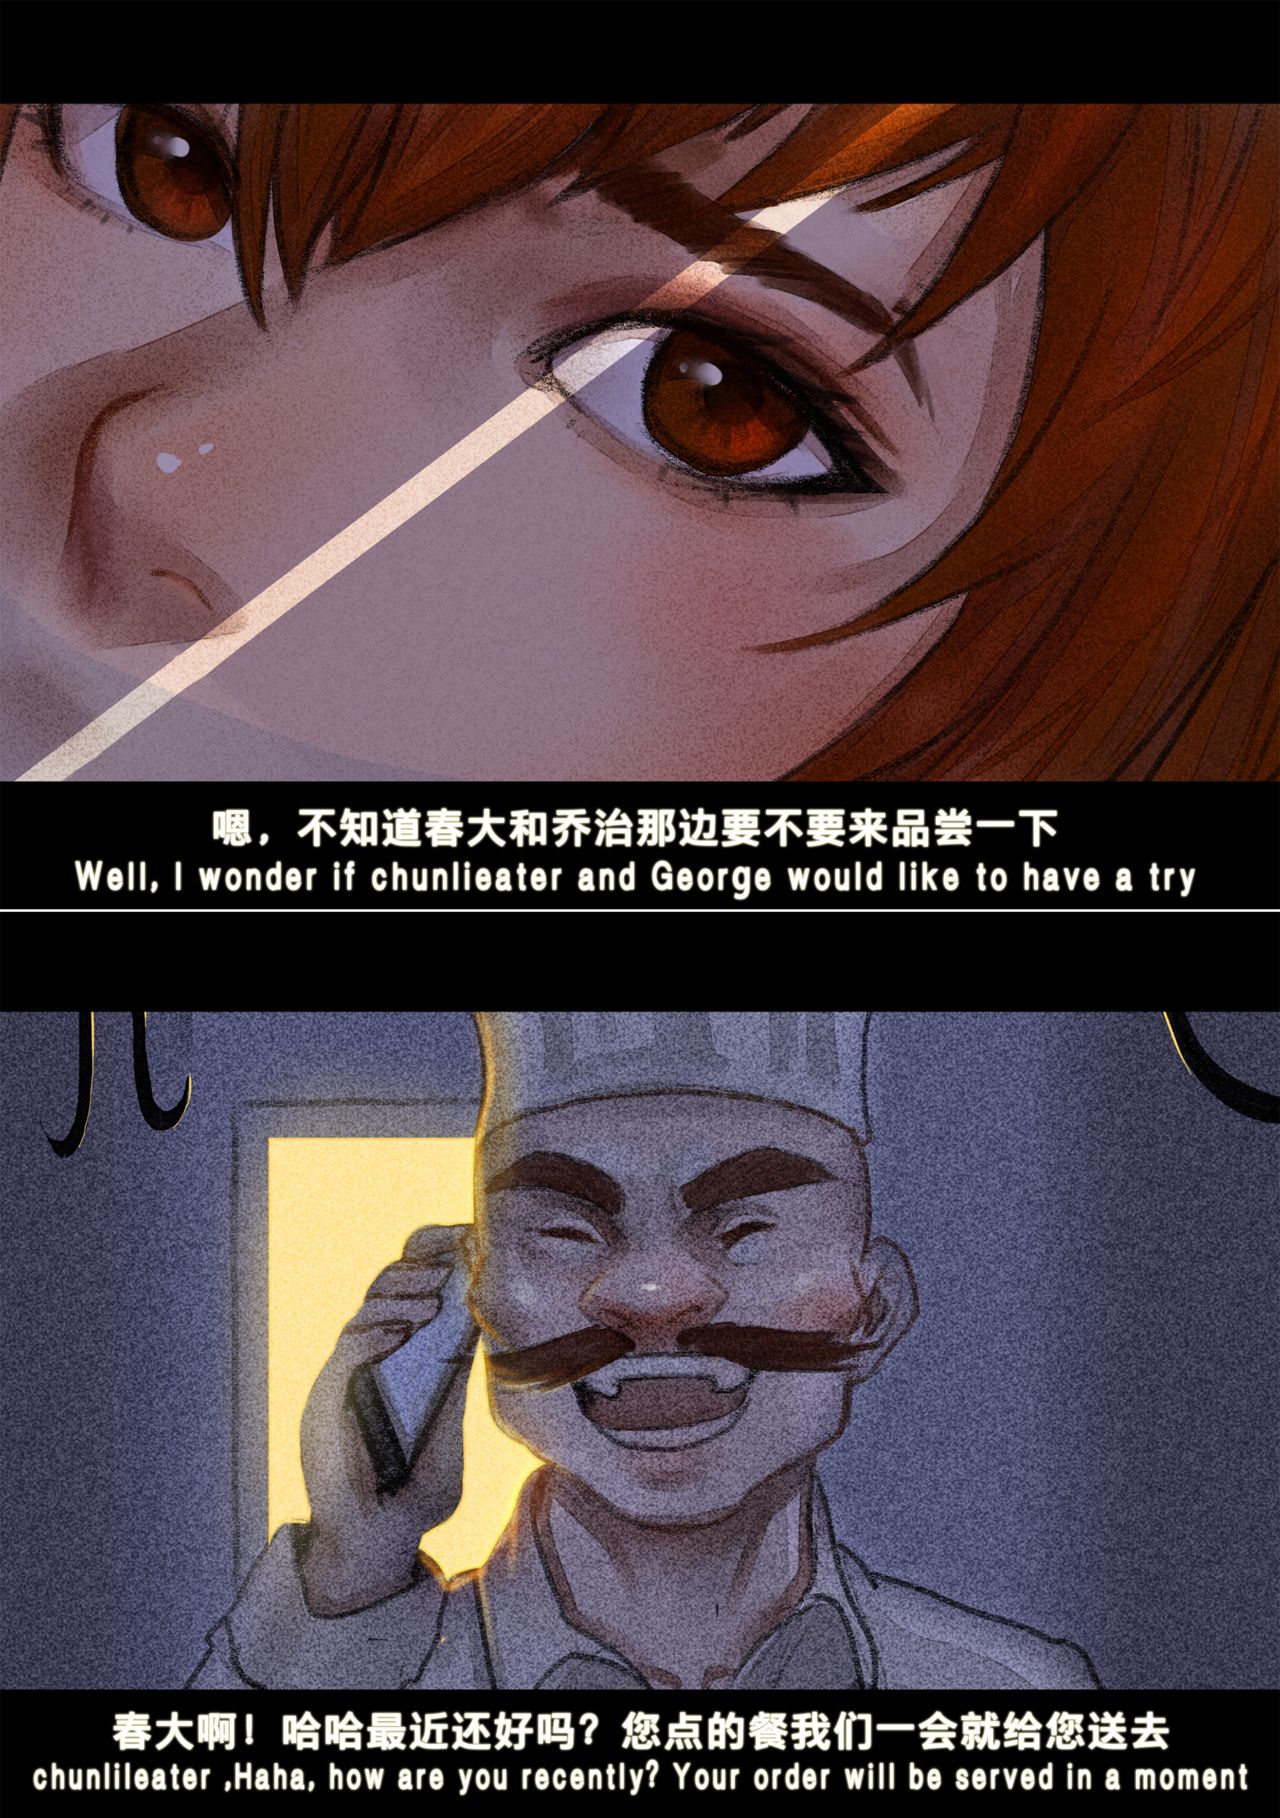 嗯，不知道春大和乔治那边要不要来品尝一下
Well, I wonder if chunlieater and George would like to have a try
春大啊！哈哈最近还好吗？您点的餐我们一会就给您送去
chunlileater ,Haha, how are you recently? Your order will be served in a moment